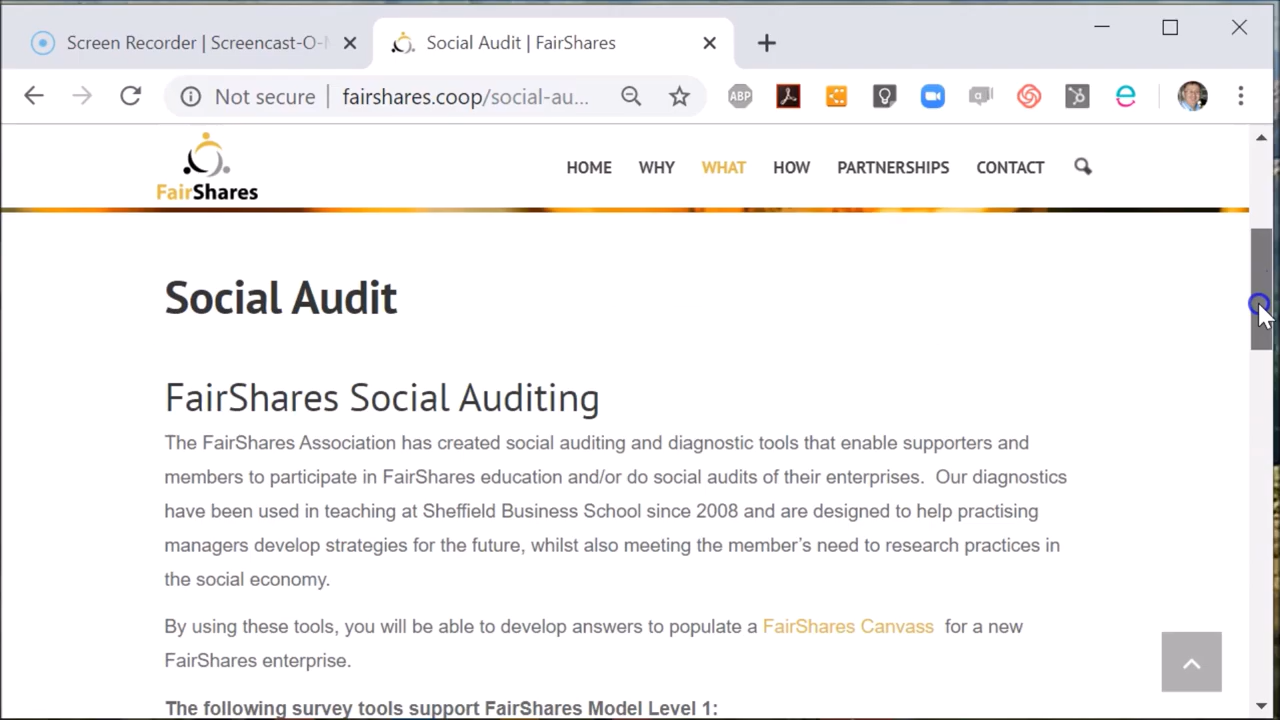 Screen Recorder | Screencast-O-
Social Audit | FairShares
Not secure
fairshares.coop/social-au...
ABP
a
FairShares
HOME WHY WHAT HOW PARTNERSHIPS CONTACT
Social Audit
FairShares Social Auditing
The FairShares Association has created social auditing and diagnostic tools that enable supporters and
members to participate in FairShares education and/or do social audits of their enterprises. Our diagnostics
have been used in teaching at Sheffield Business School since 2008 and are designed to help practising
managers develop strategies for the future, whilst also meeting the member's need to research practices in
the social economy.
By using these tools, you will be able to develop answers to populate a FairShares Canvass for a new
FairShares enterprise.
The following survey tools support FairShares Model Level 1: